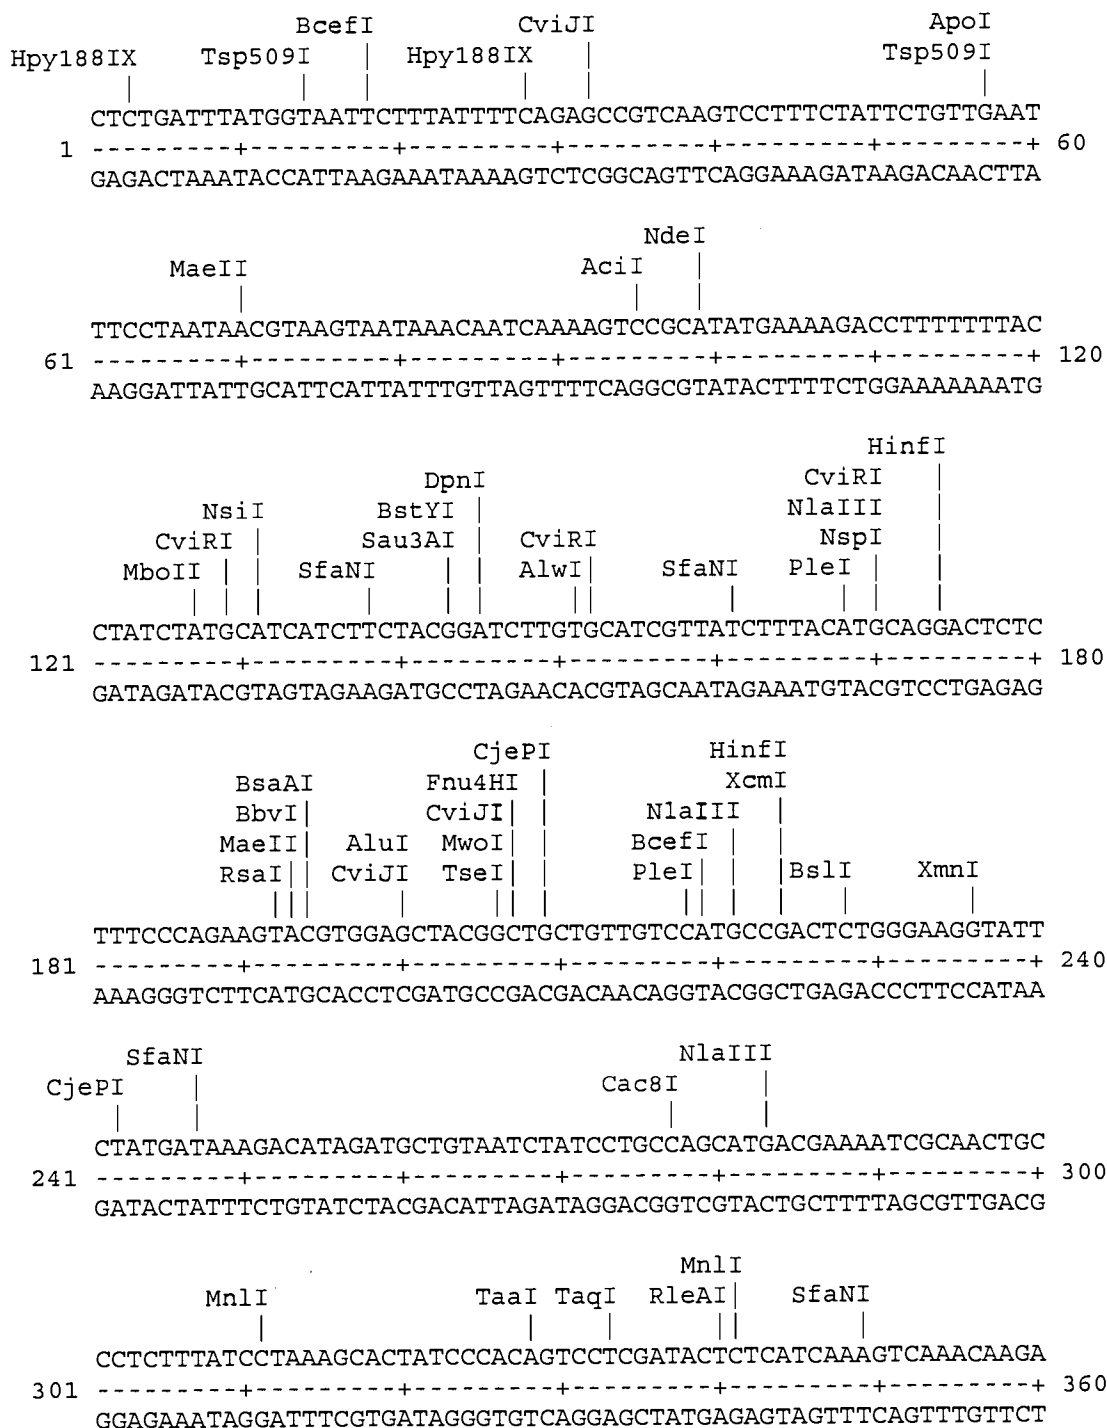 BcefI CviJI ApoI
Hpy188IX Tsp509I Hpy188IX Tsp509I
CTCTGATTTATGGTAATTCTTTATTTTCAGAGCCGTCAAGTCCTTTCTATTCTGTTGAAT
1 ---------+---------+---------+---------+---------+---------+ 60
GAGACTAAATACCATTAAGAAATAAAAGTCTCGGCAGTTCAGGAAAGATAAGACAACTTA
NdeI
MaeII AciI
TTCCTAATAACGTAAGTAATAAACAATCAAAAGTCCGCATATGAAAAGACCTTTTTTTAC
61 ---------+---------+---------+---------+---------+---------+ 120
AAGGATTATTGCATTCATTATTTGTTAGTTTTCAGGCGTATACTTTTCTGGAAAAAAATG
HinfI
DpnI CviRI
NsiI BstYI NlaIII
CviRI Sau3AI CviRI NspI
MboII SfaNI AlwI SfaNI PleI
CTATCTATGCATCATCTTCTACGGATCTTGTGCATCGTTATCTTTACATGCAGGACTCTC
121 ---------+---------+---------+---------+---------+---------+ 180
GATAGATACGTAGTAGAAGATGCCTAGAACACGTAGCAATAGAAATGTACGTCCTGAGAG
CjePI HinfI
BsaAI Fnu4HI XcmI
BbvI CviJI NlaIII
MaeII AluI MwoI BcefI
RsaI CviJI TseI PleI BslI XmnI
TTTCCCAGAAGTACGTGGAGCTACGGCTGCTGTTGTCCATGCCGACTCTGGGAAGGTATT
181 ---------+---------+---------+---------+---------+---------+ 240
AAAGGGTCTTCATGCACCTCGATGCCGACGACAACAGGTACGGCTGAGACCCTTCCATAA
SfaNI NlaIII
CjePI Cac8I
CTATGATAAAGACATAGATGCTGTAATCTATCCTGCCAGCATGACGAAAATCGCAACTGC
241 ---------+---------+---------+---------+---------+---------+ 300
GATACTATTTCTGTATCTACGACATTAGATAGGACGGTCGTACTGCTTTTAGCGTTGACG
MnlI
MnlI TaaI TaqI RleAI SfaNI
CCTCTTTATCCTAAAGCACTATCCCACAGTCCTCGATACTCTCATCAAAGTCAAACAAGA
301 ---------+---------+---------+---------+---------+---------+ 360
GGAGAAATAGGATTTCGTGATAGGGTGTCAGGAGCTATGAGAGTAGTTTCAGTTTGTTCT